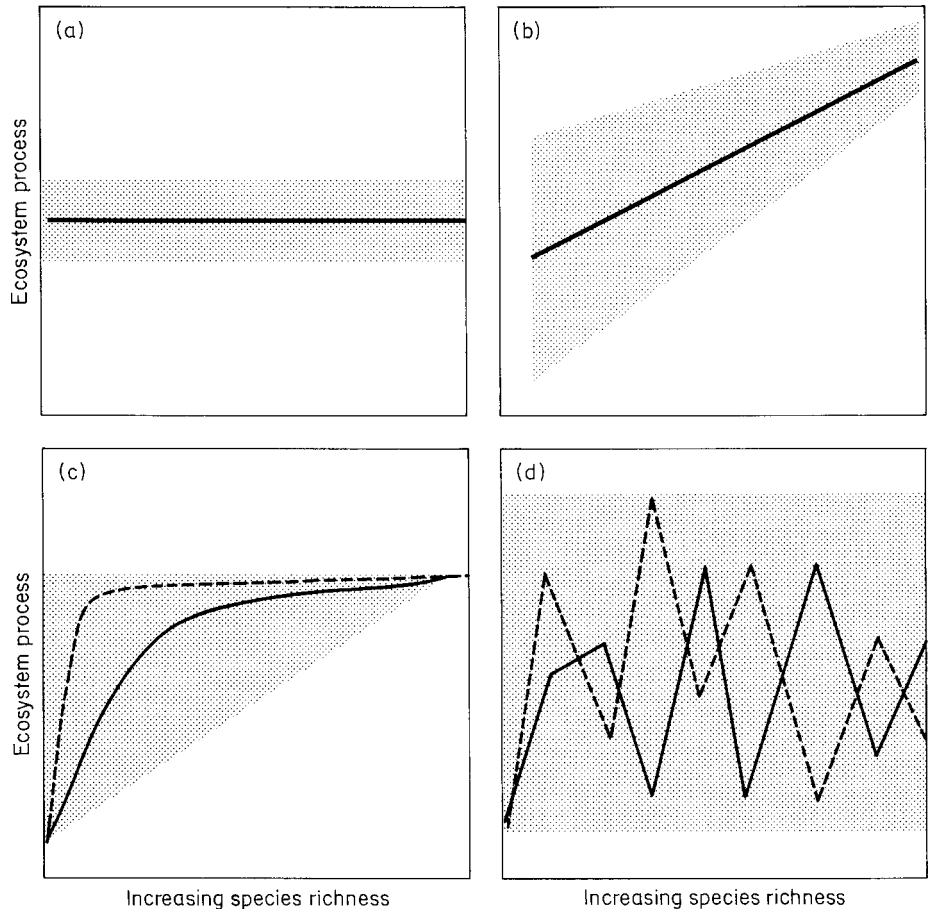 (a)
(b)
Ecosystem process
(c)
(d)
Ecosystem process
Increasing species richness
Increasing species richness